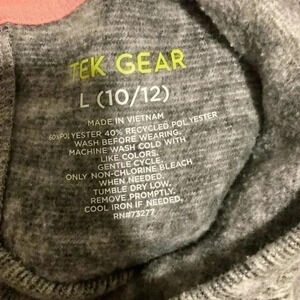 TEK GEAR
L (10/12)
MADE IN VIETNAM
60%POLYESTER 40% RECYCLED POLYESTER
WASH BEFORE WEARING.
MACHINE WASH COLD WITH
LIKE COLORS.
GENTLE CYCLE.
ONLY NON-CHLORINE BLEACH
WHEN NEEDED.
TUMBLE DRY LOW.
REMOVE PROMPTLY.
COOL IRON IF NEEDED.
RN#73277